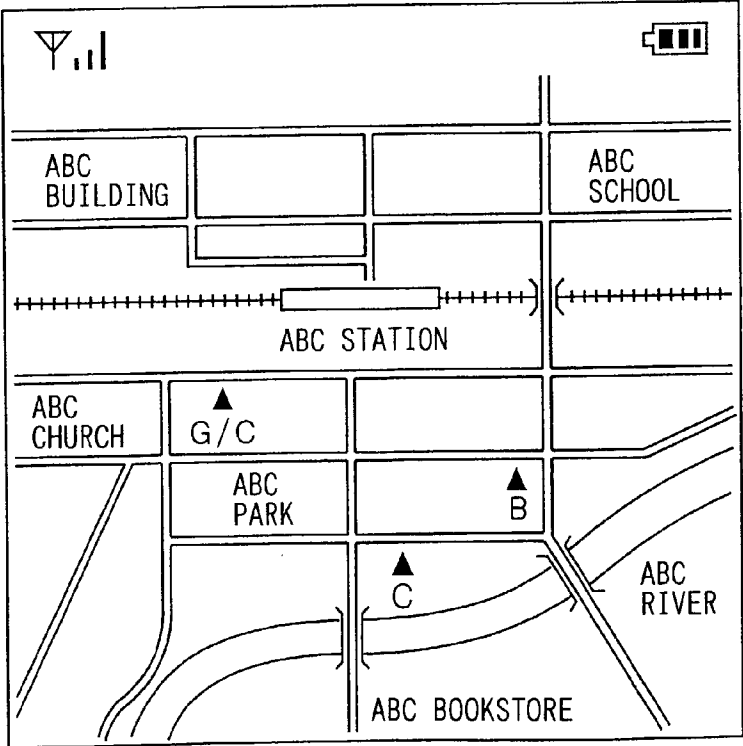 ABC
BUILDING
ABC
SCHOOL
ABC STATION
ABC
CHURCH
G/C
ABC
PARK
B
C
ABC
RIVER
ABC BOOKSTORE